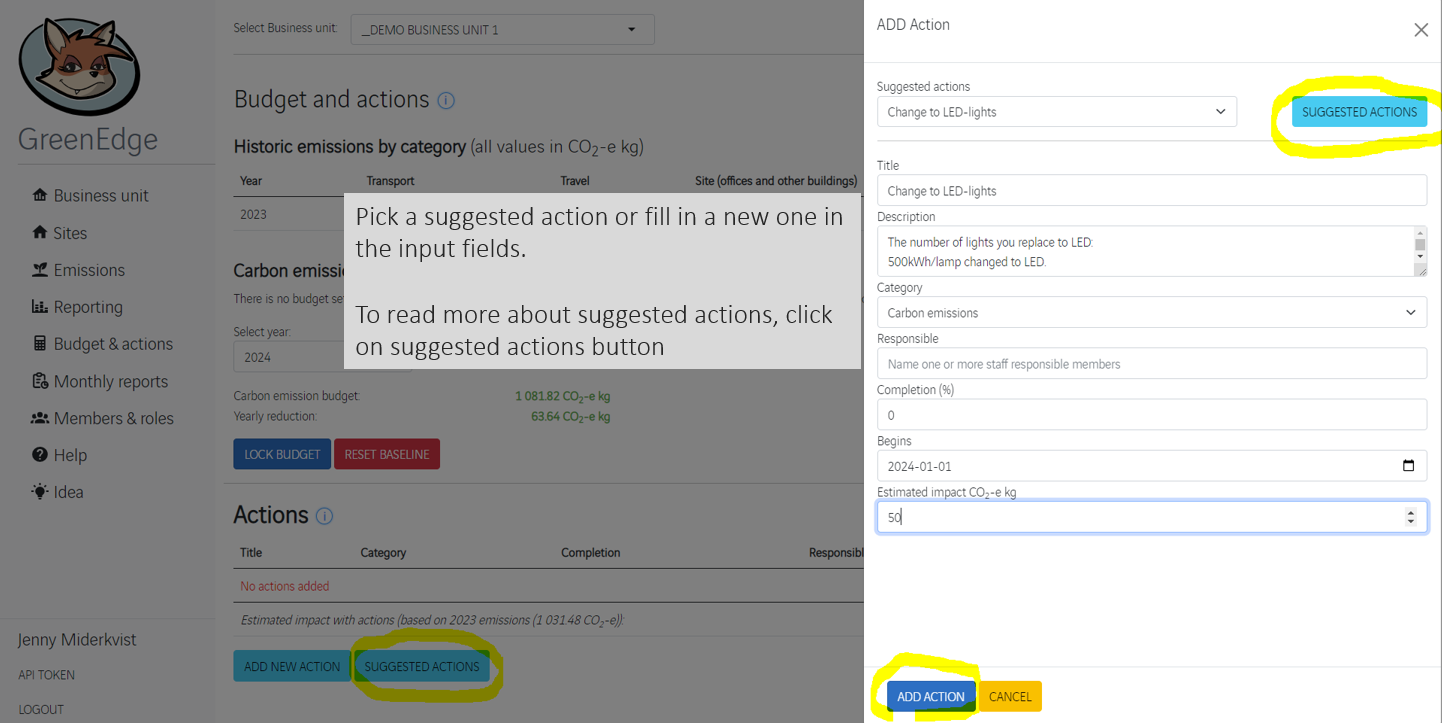 GreenEdge
Business unit
Sites
Emissions
Reporting
Budget & actions
Monthly reports
Members & roles
Help
Idea
Jenny Miderkvist
API TOKEN
LOGOUT
Select Business unit: _DEMO BUSINESS UNIT 1
Budget and actions
Historic emissions by category (all values in CO2-e kg)
Year Transport Travel Site (offices and other buildings)
2023
Carbon emissi
There is no budget se
Select year:
2024
Carbon emission budget: 1 081.82 CO2-e kg
Yearly reduction: 63.64 CO2-e kg
LOCK BUDGET RESET BASELINE
Actions
Title Category Completion Responsibl
No actions added
Estimated impact with actions (based on 2023 emissions (1 031.48 CO2-e)):
ADD NEW ACTION SUGGESTED ACTIONS
Pick a suggested action or fill in a new one in
the input fields.
To read more about suggested actions, click
on suggested actions button
ADD Action
Suggested actions
Change to LED-lights SUGGESTED ACTIONS
Title
Change to LED-lights
Description
The number of lights you replace to LED:
500kWh/lamp changed to LED.
Category
Carbon emissions
Responsible
Name one or more staff responsible members
Completion (%)
0
Begins
2024-01-01
Estimated impact CO2-e kg
50
ADD ACTION CANCEL